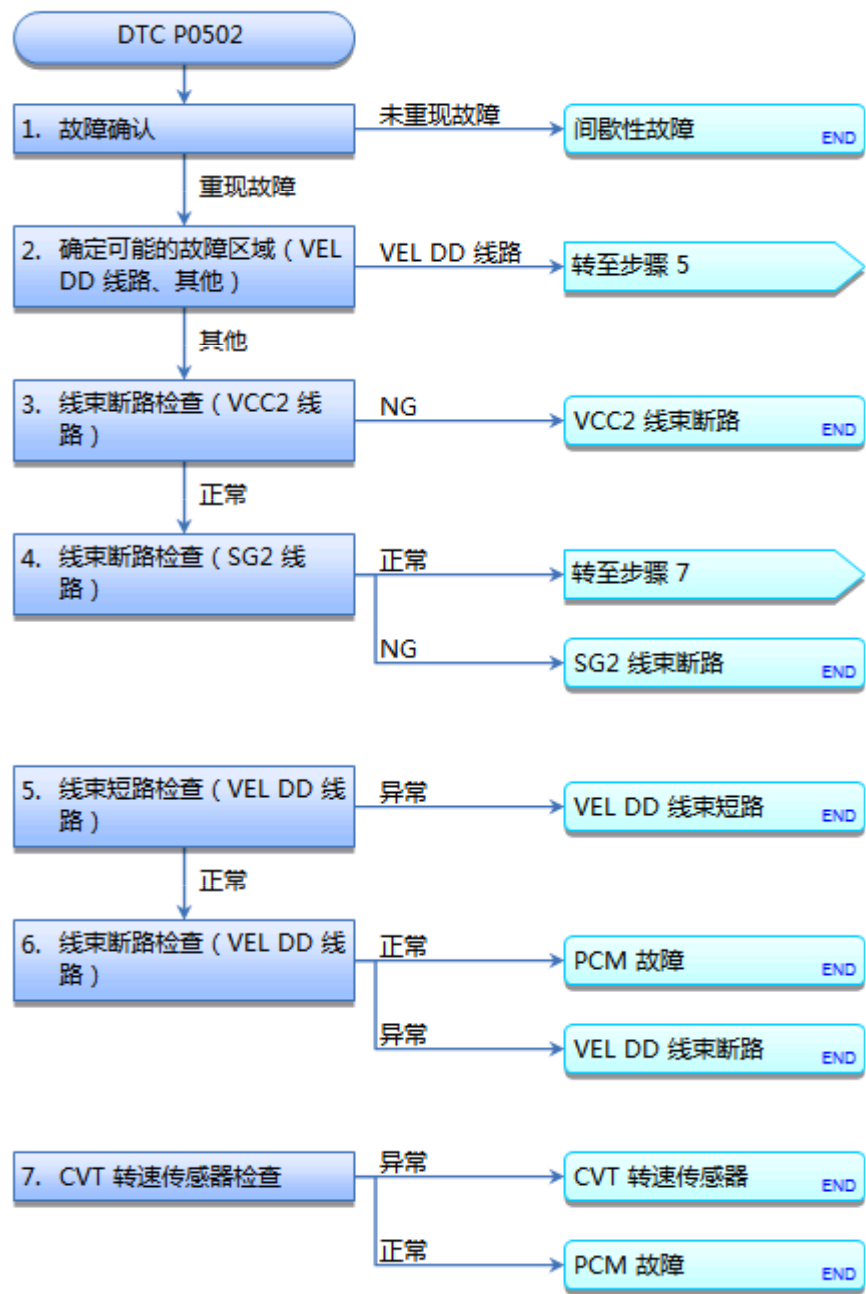 DTC P0502
1. 故障确认
未重现故障
间歇性故障
END
重现故障
2. 确定可能的故障区域（VEL
DD 线路、其他）
VEL DD 线路
转至步骤 5
其他
3. 线束断路检查（VCC2 线
路）
NG
VCC2 线束断路
END
正常
4. 线束断路检查（SG2 线
路）
正常
转至步骤 7
NG
SG2 线束断路
END
5. 线束短路检查（VEL DD 线
路）
异常
VEL DD 线束短路
END
正常
6. 线束断路检查（VEL DD 线
路）
正常
PCM 故障
END
异常
VEL DD 线束断路
END
7. CVT 转速传感器检查
异常
CVT 转速传感器
END
正常
PCM 故障
END